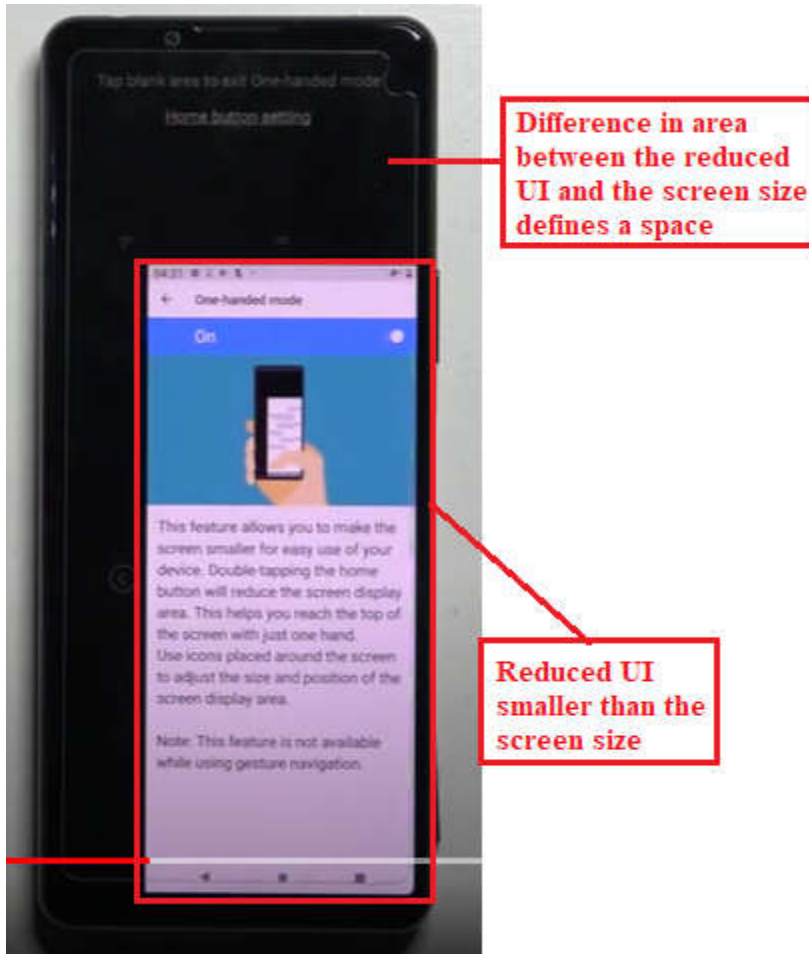 Tap blank area to exit One-handed mode
Home button setting
Difference in area
between the reduced
UI and the screen size
defines a space
04:21
One-handed mode
On
This feature allows you to make the
screen smaller for easy use of your
device. Double-tapping the home
button will reduce the screen display
area. This helps you reach the top of
the screen with just one hand.
Use icons placed around the screen
to adjust the size and position of the
screen display area.
Note: This feature is not available
while using gesture navigation.
Reduced UI
smaller than the
screen size